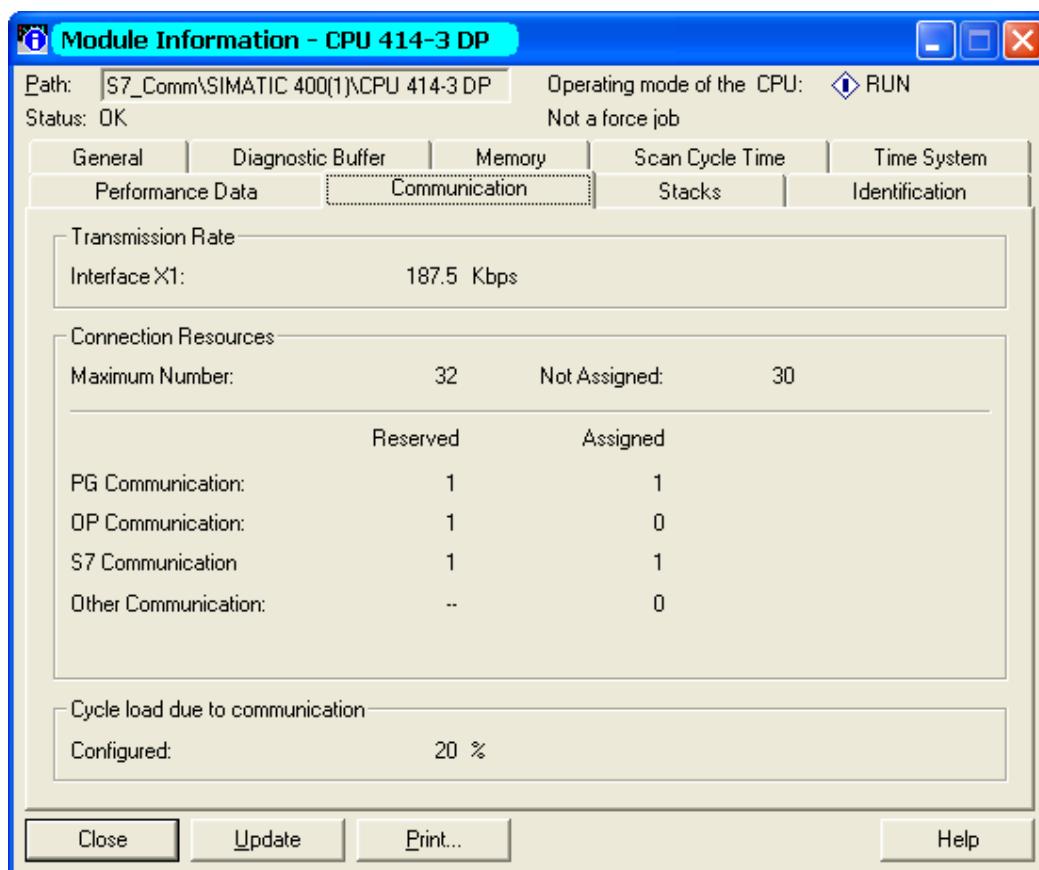 Module Information - CPU 414-3 DP
Path: S7_Comm\SIMATIC 400(1)\CPU 414-3 DP Operating mode of the CPU: RUN
Status: OK Not a force job
General Diagnostic Buffer Memory Scan Cycle Time Time System
Performance Data Communication Stacks Identification
Transmission Rate
Interface X1: 187.5 Kbps
Connection Resources
Maximum Number: 32 Not Assigned: 30
Reserved Assigned
PG Communication: 1 1
OP Communication: 1 0
S7 Communication 1 1
Other Communication: -- 0
Cycle load due to communication
Configured: 20 %
Close Update Print... Help